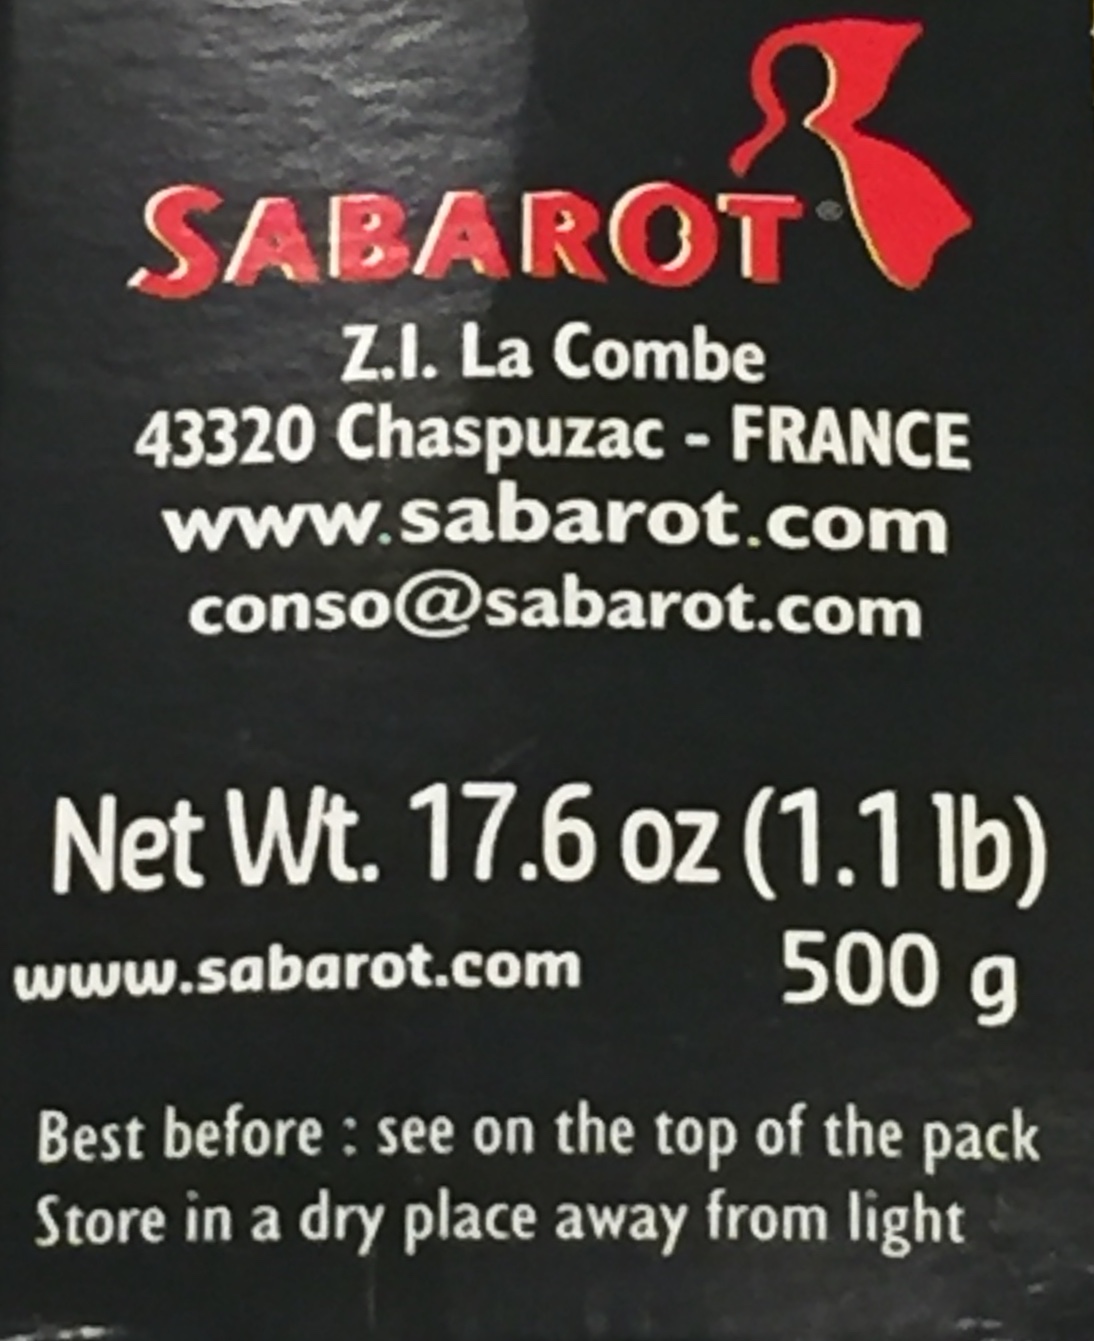 SABAROT®
Z.I. La Combe
43320 Chaspuzac - FRANCE
www.sabarot.com
conso@sabarot.com
Net Wt. 17.6 oz (1.1 lb)
www.sabarot.com 500 g
Best before : see on the top of the pack
Store in a dry place away from light